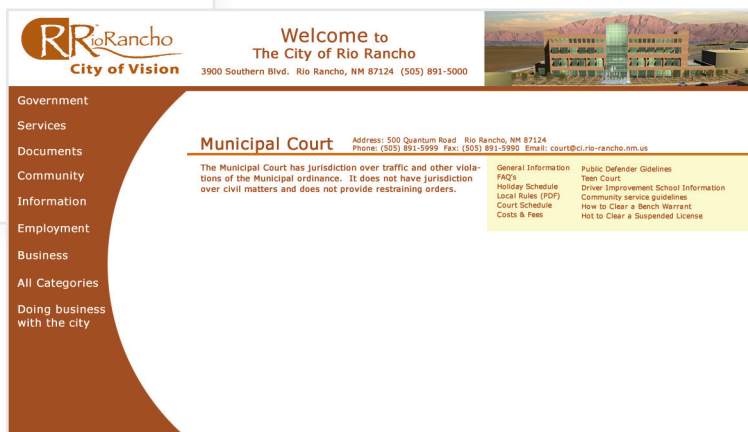 RRioRancho
City of Vision
Welcome to
The City of Rio Rancho
3900 Southern Blvd.  Rio Rancho, NM 87124  (505) 891-5000
Government
Services
Documents
Community
Information
Employment
Business
All Categories
Doing business
with the city
Municipal Court
Address: 500 Quantum Road   Rio Rancho, NM 87124
Phone: (505) 891-5999  Fax: (505) 891-5990  Email: court@ci.rio-rancho.nm.us
The Municipal Court has jurisdiction over traffic and other viola-
tions of the Municipal ordinance.  It does not have jurisdiction
over civil matters and does not provide restraining orders.
General Information
FAQ's
Holiday Schedule
Local Rules (PDF)
Court Schedule
Costs & Fees
Public Defender Gidelines
Teen Court
Driver Improvement School Information
Community service guidelines
How to Clear a Bench Warrant
Hot to Clear a Suspended License